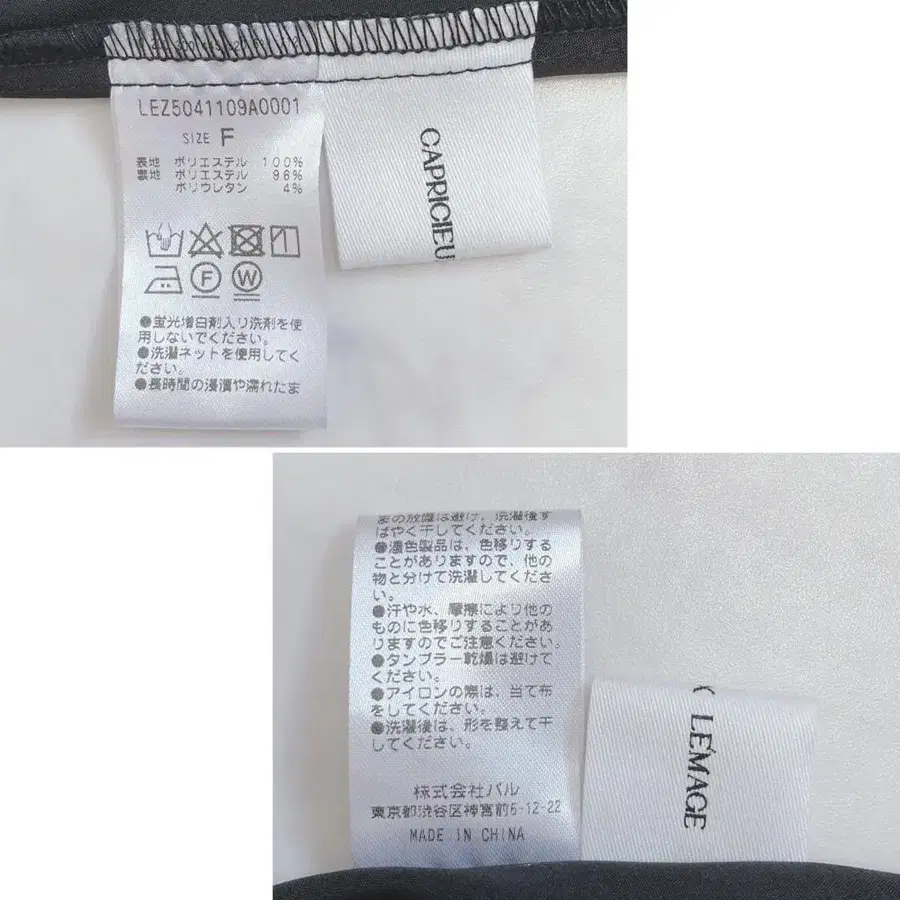 LEZ5041109A0001
SIZE F
表地 ポリエステル 100%
裏地 ポリエステル 96%
ポリウレタン 4%
F W
●蛍光増白剤入り洗剤を使
用しないでください。
●洗濯ネットを使用してく
ださい。
●長時間の浸漬や濡れたま
CAPRICIEU
まの放置は避け、洗濯後す
ばやく干してください。
●濃色製品は、色移りする
ことがありますので、他の
物と分けて洗濯してくださ
い。
●汗や水、摩擦により他の
ものに色移りすることがあ
りますのでご注意ください。
●タンブラー乾燥は避けて
ください。
●アイロンの際は、当て布
をしてください。
●洗濯後は、形を整えて干
してください。
株式会社パル
東京都渋谷区神宮前6-12-22
MADE IN CHINA
LE'MAGE